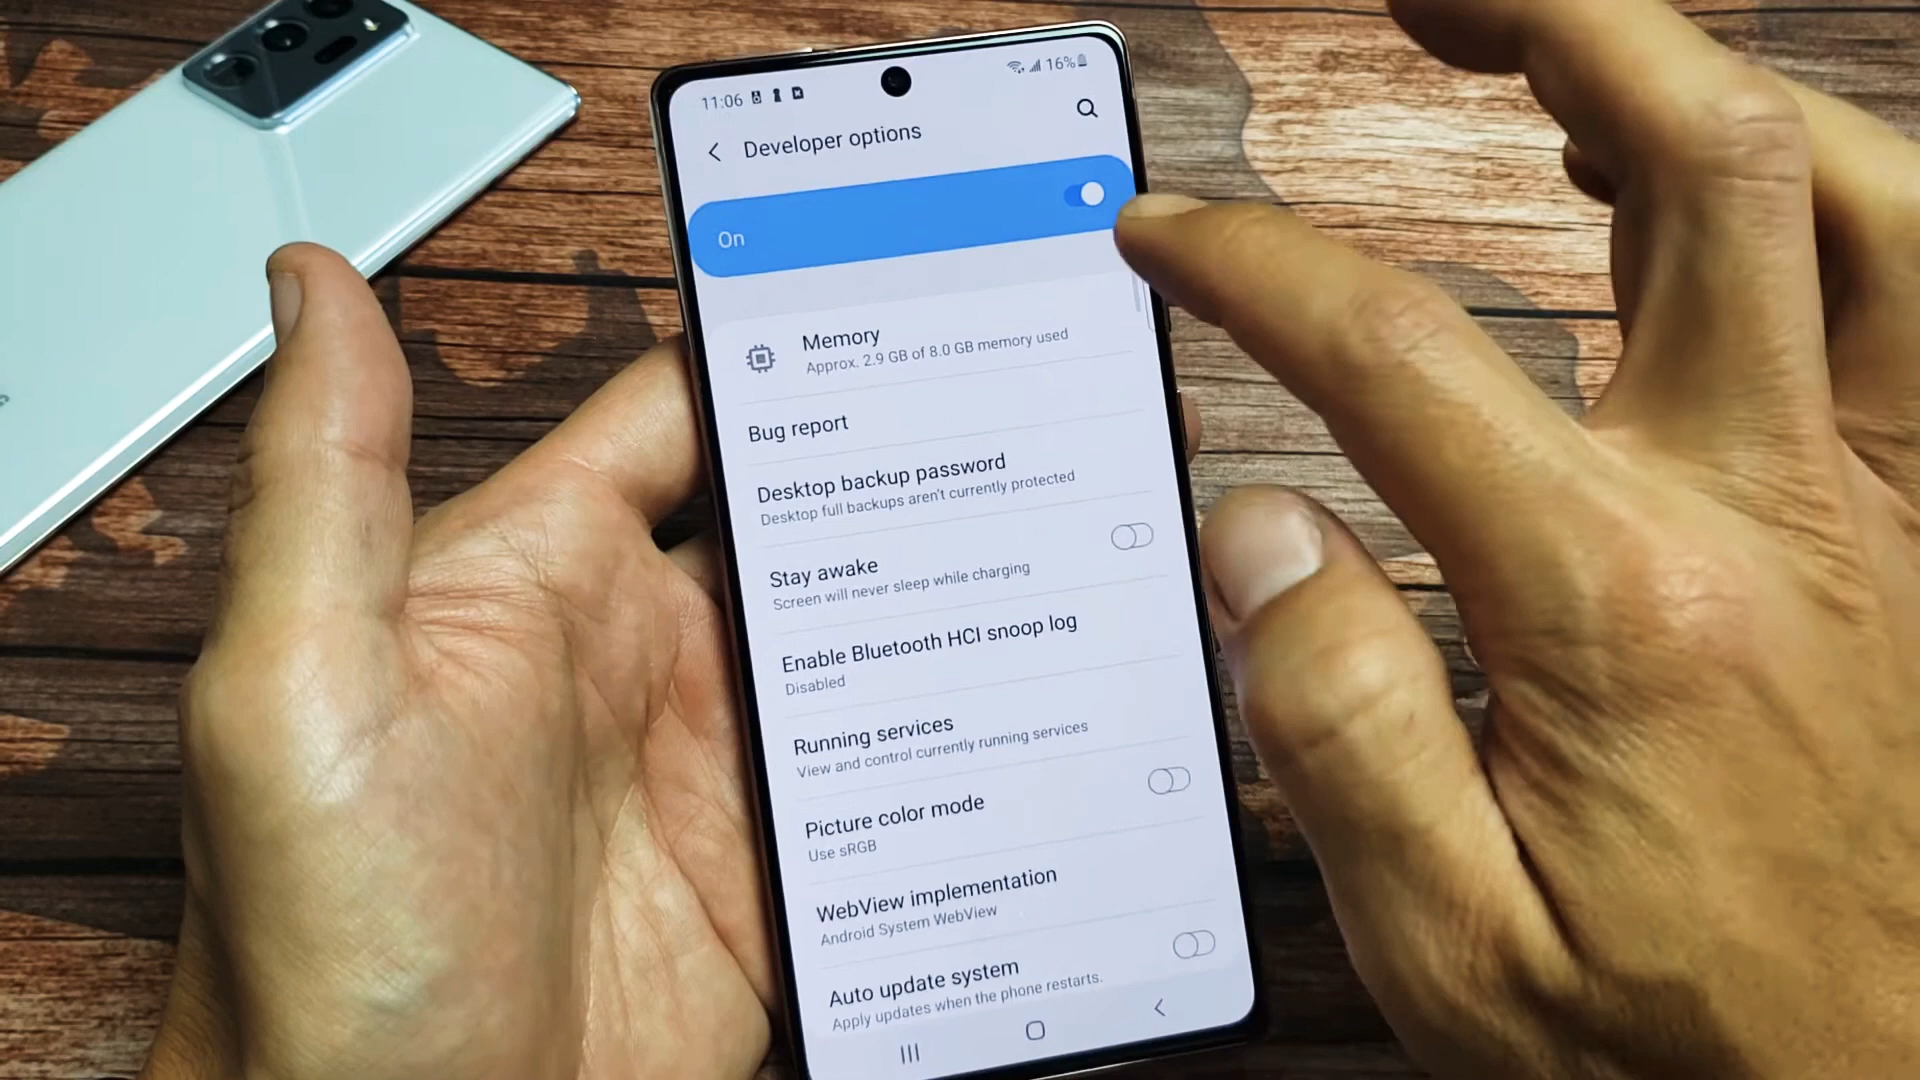 11:06
16%
Developer options
On
Memory
Approx. 2.9 GB of 8.0 GB memory used
Bug report
Desktop backup password
Desktop full backups aren't currently protected
Stay awake
Screen will never sleep while charging
Enable Bluetooth HCI snoop log
Disabled
Running services
View and control currently running services
Picture color mode
Use sRGB
WebView implementation
Android System WebView
Auto update system
Apply updates when the phone restarts.